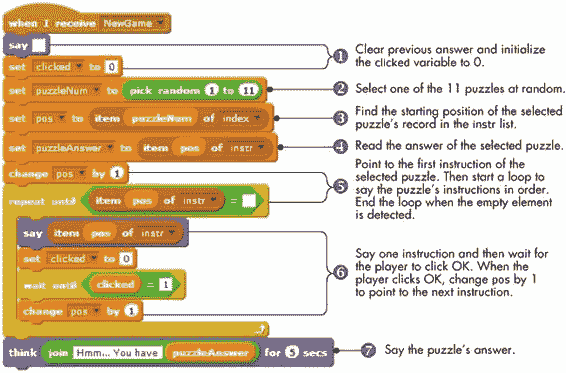 when I receive NewGame
say
set clicked to 0
1 Clear previous answer and initialize
the clicked variable to 0.
set puzzleNum to pick random 1 to 11
2 Select one of the 11 puzzles at random.
set pos to item puzzleNum of index
3 Find the starting position of the selected
puzzle's record in the instr list.
set puzzleAnswer to item pos of instr
4 Read the answer of the selected puzzle.
change pos by 1
repeat until item pos of instr =
5 Point to the first instruction of the
selected puzzle. Then start a loop to
say the puzzle's instructions in order.
End the loop when the empty element
is detected.
say item pos of instr
set clicked to 0
wait until clicked = 1
change pos by 1
6 Say one instruction and then wait for
the player to click OK. When the
player clicks OK, change pos by 1
to point to the next instruction.
think join Hmm... You have puzzleAnswer for 5 secs
7 Say the puzzle's answer.